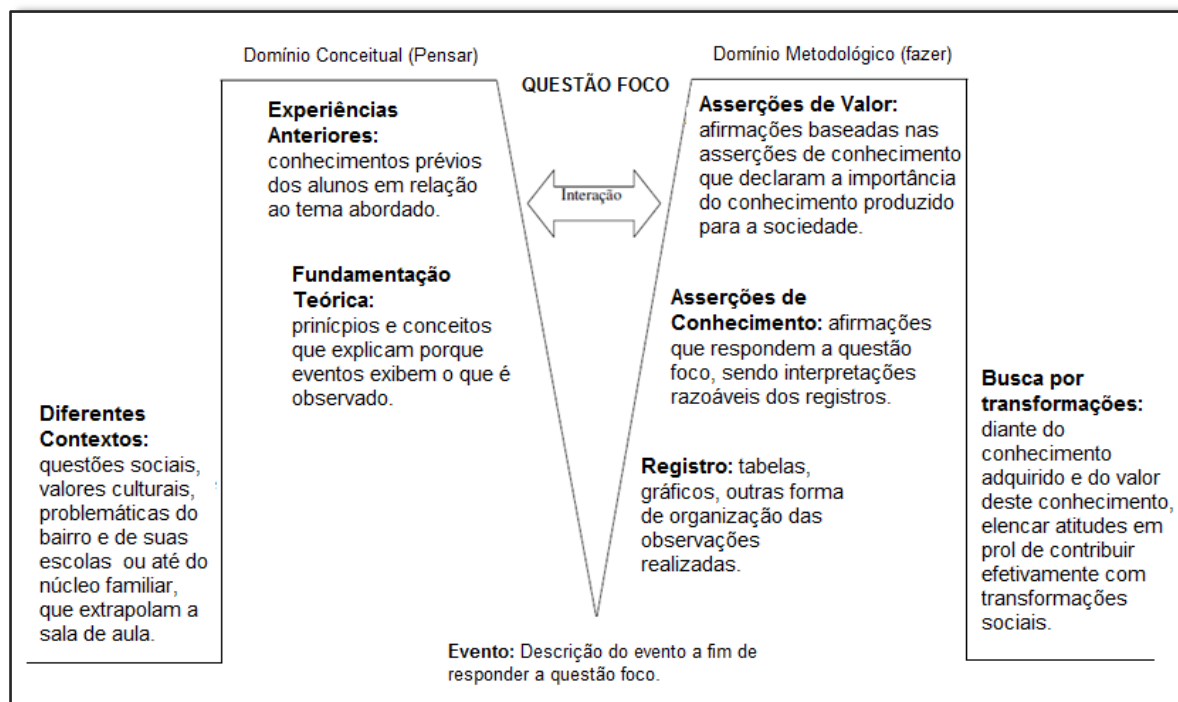 Domínio Conceitual (Pensar)
Domínio Metodológico (fazer)
QUESTÃO FOCO
Experiências
Anteriores:
conhecimentos prévios
dos alunos em relação
ao tema abordado.
Interação
Asserções de Valor:
afirmações baseadas nas
asserções de conhecimento
que declaram a importância
do conhecimento produzido
para a sociedade.
Fundamentação
Teórica:
prinícpios e conceitos
que explicam porque
eventos exibem o que é
observado.
Asserções de
Conhecimento: afirmações
que respondem a questão
foco, sendo interpretações
razoáveis dos registros.
Diferentes
Contextos:
questões sociais,
valores culturais,
problemáticas do
bairro e de suas
escolas ou até do
núcleo familiar,
que extrapolam a
sala de aula.
Registro: tabelas,
gráficos, outras forma
de organização das
observações
realizadas.
Busca por
transformações:
diante do
conhecimento
adquirido e do valor
deste conhecimento,
elencar atitudes em
prol de contribuir
efetivamente com
transformações
sociais.
Evento: Descrição do evento a fim de
responder a questão foco.